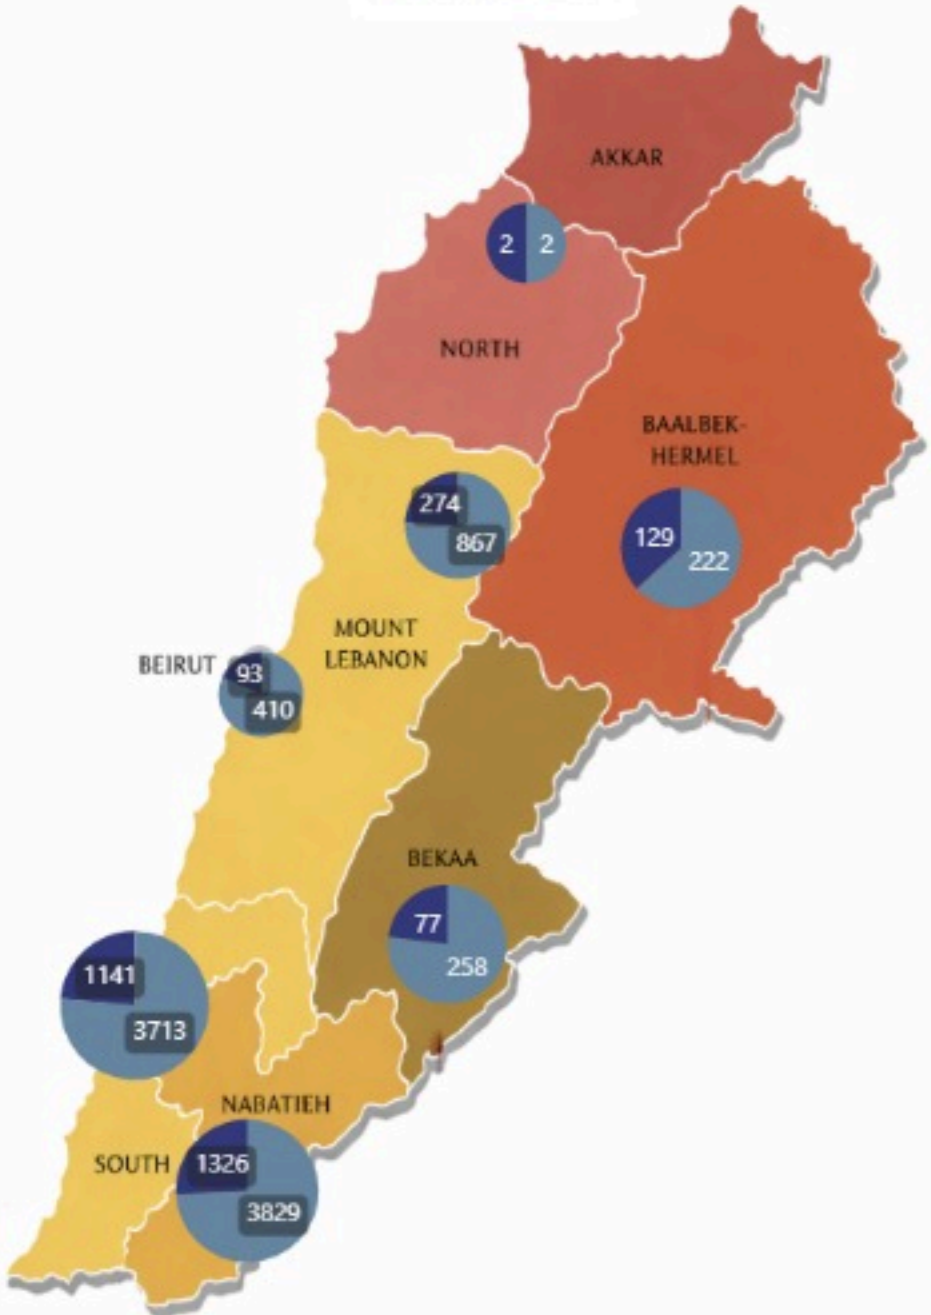 AKKAR
2 2
NORTH
BAALBEK-
HERMEL
274
867
129
222
MOUNT
LEBANON
BEIRUT
93
410
BEKAA
77
258
1141
3713
NABATIEH
SOUTH
1326
3829